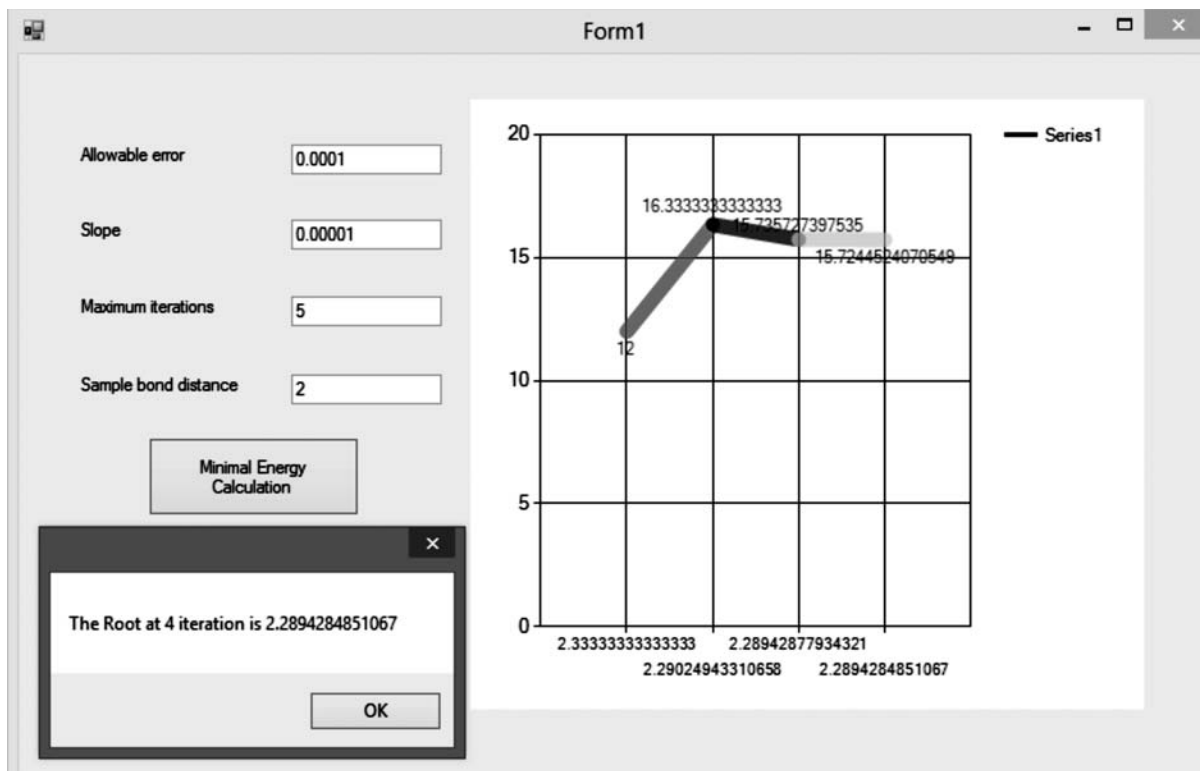 Form1
Allowable error
0.0001
Slope
0.00001
Maximum iterations
5
Sample bond distance
2
Minimal Energy
Calculation
The Root at 4 iteration is 2.2894284851067
OK
Series1
20
15
10
5
0
16.3333333333333
15.735727397535
15.7244524070549
12
2.33333333333333
2.29024943310658
2.28942877934321
2.2894284851067